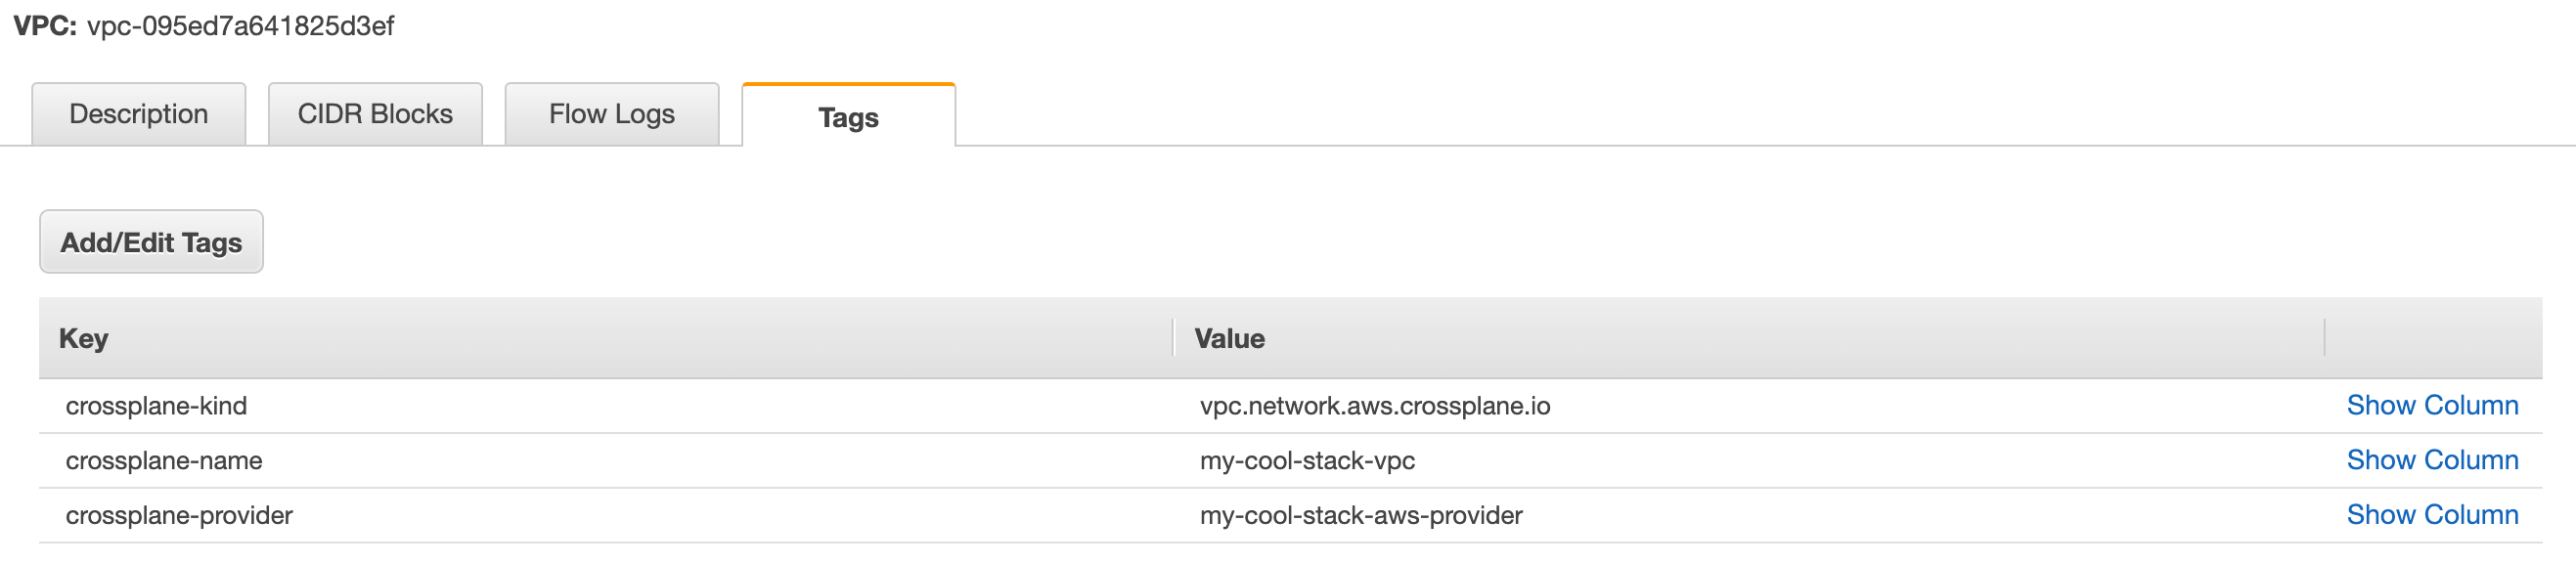 VPC: vpc-095ed7a641825d3ef
Description CIDR Blocks Flow Logs Tags
Add/Edit Tags
Key Value
crossplane-kind vpc.network.aws.crossplane.io Show Column
crossplane-name my-cool-stack-vpc Show Column
crossplane-provider my-cool-stack-aws-provider Show Column